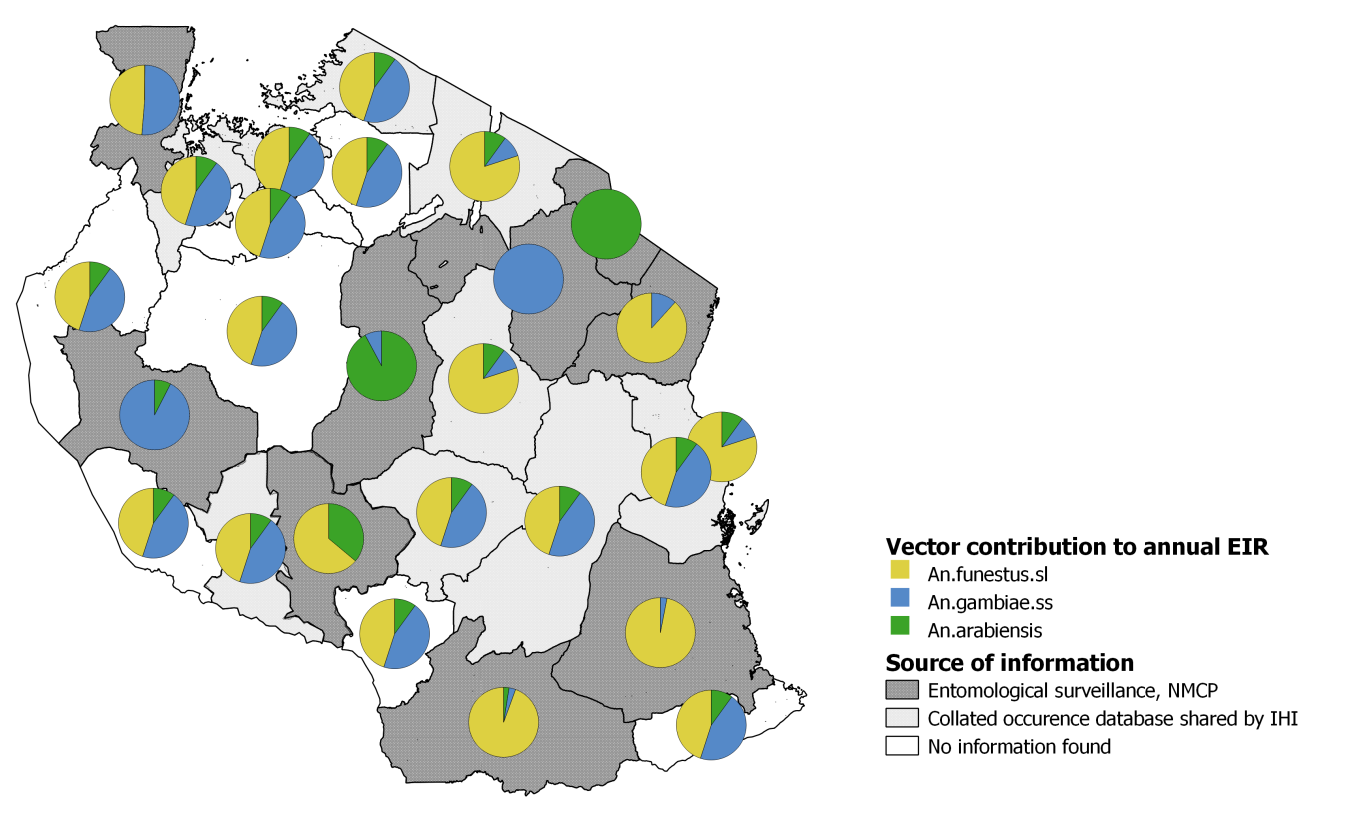 Vector contribution to annual EIR
An.funestus.sl
An.gambiae.ss
An.arabiensis
Source of information
Entomological surveillance, NMCP
Collated occurence database shared by IHI
No information found